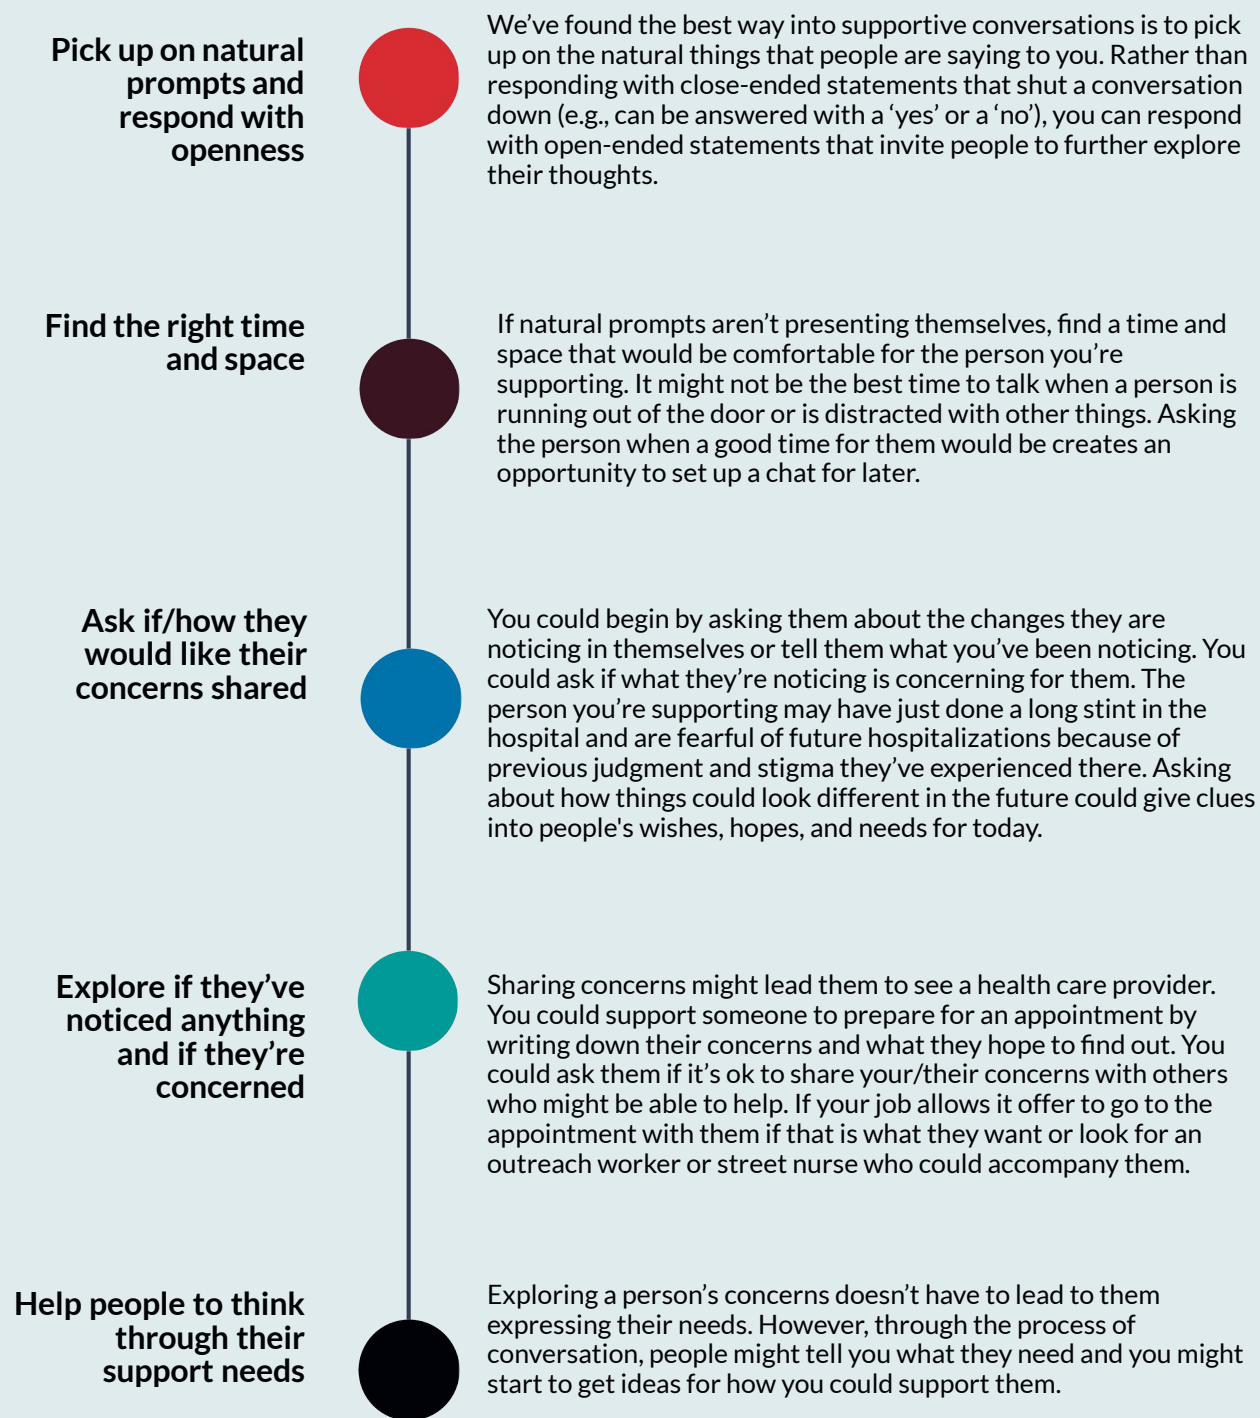 Pick up on natural
prompts and
respond with
openness
We’ve found the best way into supportive conversations is to pick
up on the natural things that people are saying to you. Rather than
responding with close-ended statements that shut a conversation
down (e.g., can be answered with a ‘yes’ or a ‘no’), you can respond
with open-ended statements that invite people to further explore
their thoughts.
Find the right time
and space
If natural prompts aren’t presenting themselves, find a time and
space that would be comfortable for the person you’re
supporting. It might not be the best time to talk when a person is
running out of the door or is distracted with other things. Asking
the person when a good time for them would be creates an
opportunity to set up a chat for later.
Ask if/how they
would like their
concerns shared
You could begin by asking them about the changes they are
noticing in themselves or tell them what you’ve been noticing. You
could ask if what they’re noticing is concerning for them. The
person you’re supporting may have just done a long stint in the
hospital and are fearful of future hospitalizations because of
previous judgment and stigma they’ve experienced there. Asking
about how things could look different in the future could give clues
into people's wishes, hopes, and needs for today.
Explore if they’ve
noticed anything
and if they’re
concerned
Sharing concerns might lead them to see a health care provider.
You could support someone to prepare for an appointment by
writing down their concerns and what they hope to find out. You
could ask them if it’s ok to share your/their concerns with others
who might be able to help. If your job allows it offer to go to the
appointment with them if that is what they want or look for an
outreach worker or street nurse who could accompany them.
Help people to think
through their
support needs
Exploring a person’s concerns doesn’t have to lead to them
expressing their needs. However, through the process of
conversation, people might tell you what they need and you might
start to get ideas for how you could support them.